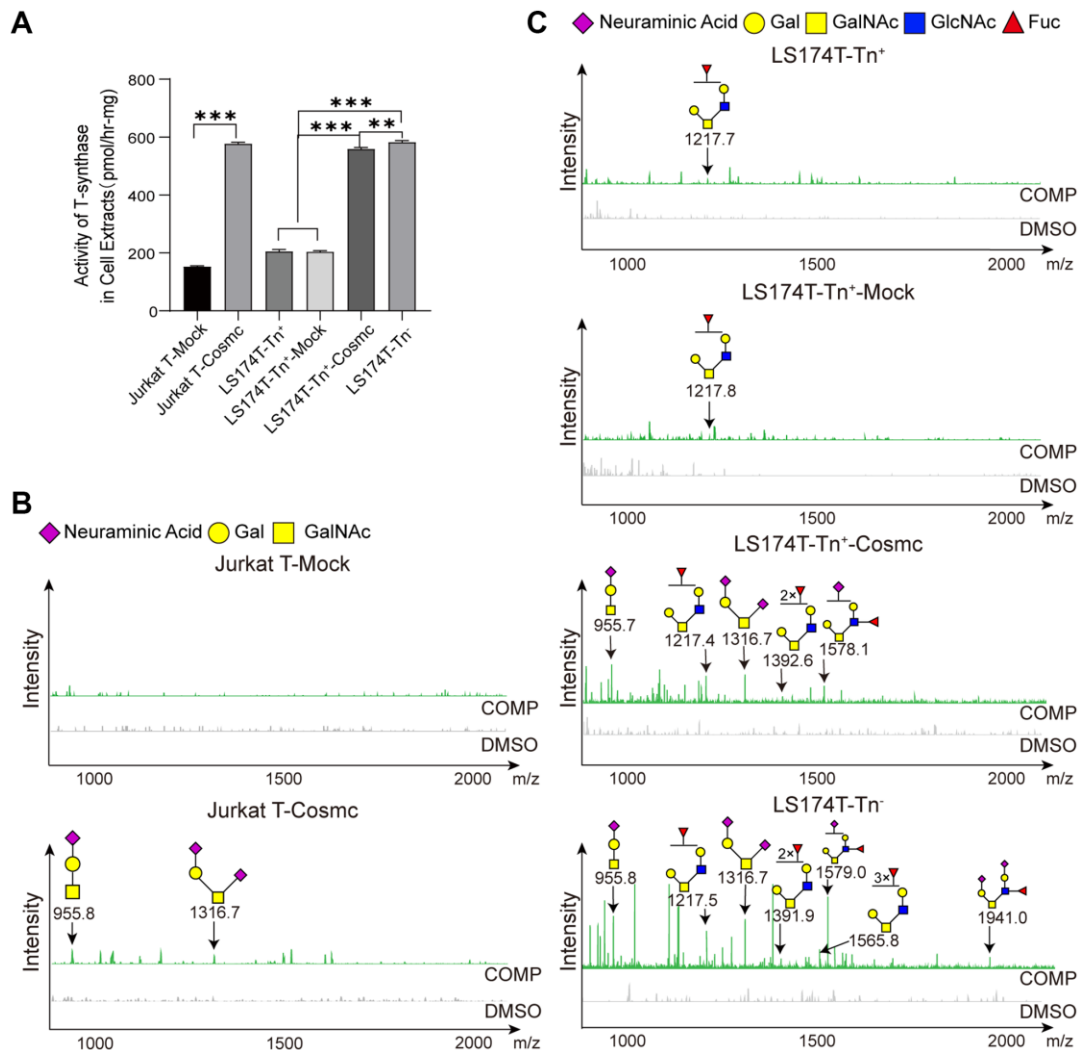 A
800
600
400
200
0
Activity of T-synthase
in Cell Extracts(pmol/hr-mg)
***
***
***
**
Jurkat T-Mock
Jurkat T-Cosmc
LS174T-Tn⁺
LS174T-Tn⁺-Mock
LS174T-Tn⁺-Cosmc
LS174T-Tn⁻
B
Neuraminic Acid Gal GalNAc
Jurkat T-Mock
Intensity
COMP
DMSO
1000 1500 2000 m/z
Jurkat T-Cosmc
Intensity
955.8
1316.7
COMP
DMSO
1000 1500 2000 m/z
C
Neuraminic Acid Gal GalNAc GlcNAc Fuc
LS174T-Tn⁺
Intensity
1217.7
COMP
DMSO
1000 1500 2000 m/z
LS174T-Tn⁺-Mock
Intensity
1217.8
COMP
DMSO
1000 1500 2000 m/z
LS174T-Tn⁺-Cosmc
Intensity
955.7
1217.4
1316.7
2×
1392.6
1578.1
COMP
DMSO
1000 1500 2000 m/z
LS174T-Tn⁻
Intensity
955.8
1217.5
1316.7
2×
1391.9
1579.0
3×
1565.8
1941.0
COMP
DMSO
1000 1500 2000 m/z